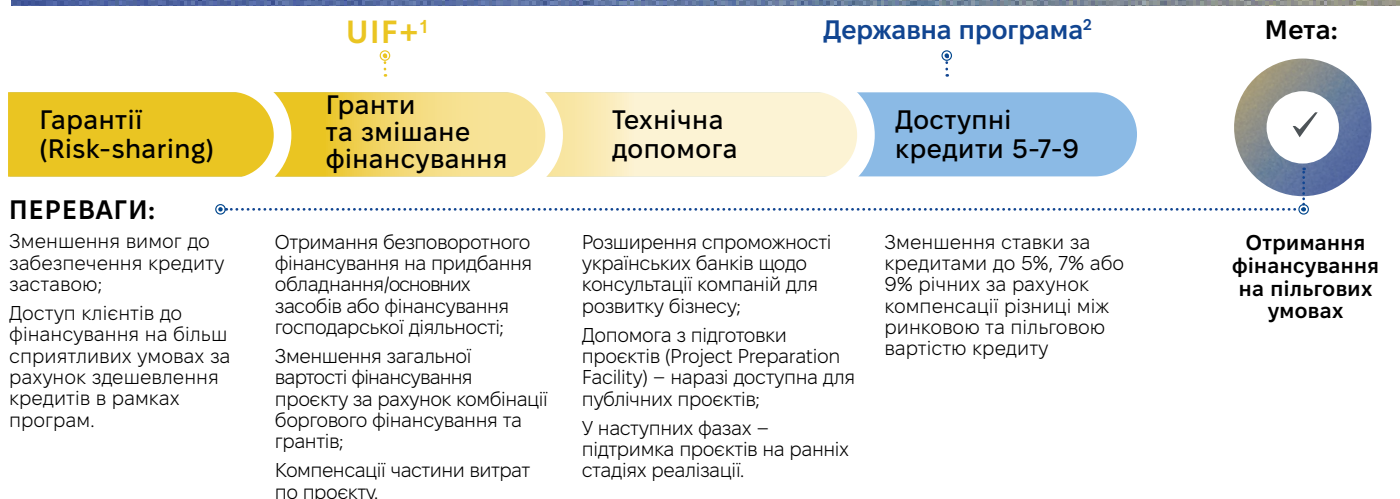 UIF+¹
Державна програма²
Мета:
Гарантії
(Risk-sharing)
Гранти
та змішане
фінансування
Технічна
допомога
Доступні
кредити 5-7-9
ПЕРЕВАГИ:
Зменшення вимог до
забезпечення кредиту
заставою;
Доступ клієнтів до
фінансування на більш
сприятливих умовах за
рахунок здешевлення
кредитів в рамках
програм.
Отримання безповоротного
фінансування на придбання
обладнання/основних
засобів або фінансування
господарської діяльності;
Зменшення загальної
вартості фінансування
проєкту за рахунок комбінації
боргового фінансування та
грантів;
Компенсації частини витрат
по проєкту.
Розширення спроможності
українських банків щодо
консультації компаній для
розвитку бізнесу;
Допомога з підготовки
проєктів (Project Preparation
Facility) – наразі доступна для
публічних проєктів;
У наступних фазах –
підтримка проєктів на ранніх
стадіях реалізації.
Зменшення ставки за
кредитами до 5%, 7% або
9% річних за рахунок
компенсації різниці між
ринковою та пільговою
вартістю кредиту
Отримання
фінансування
на пільгових
умовах